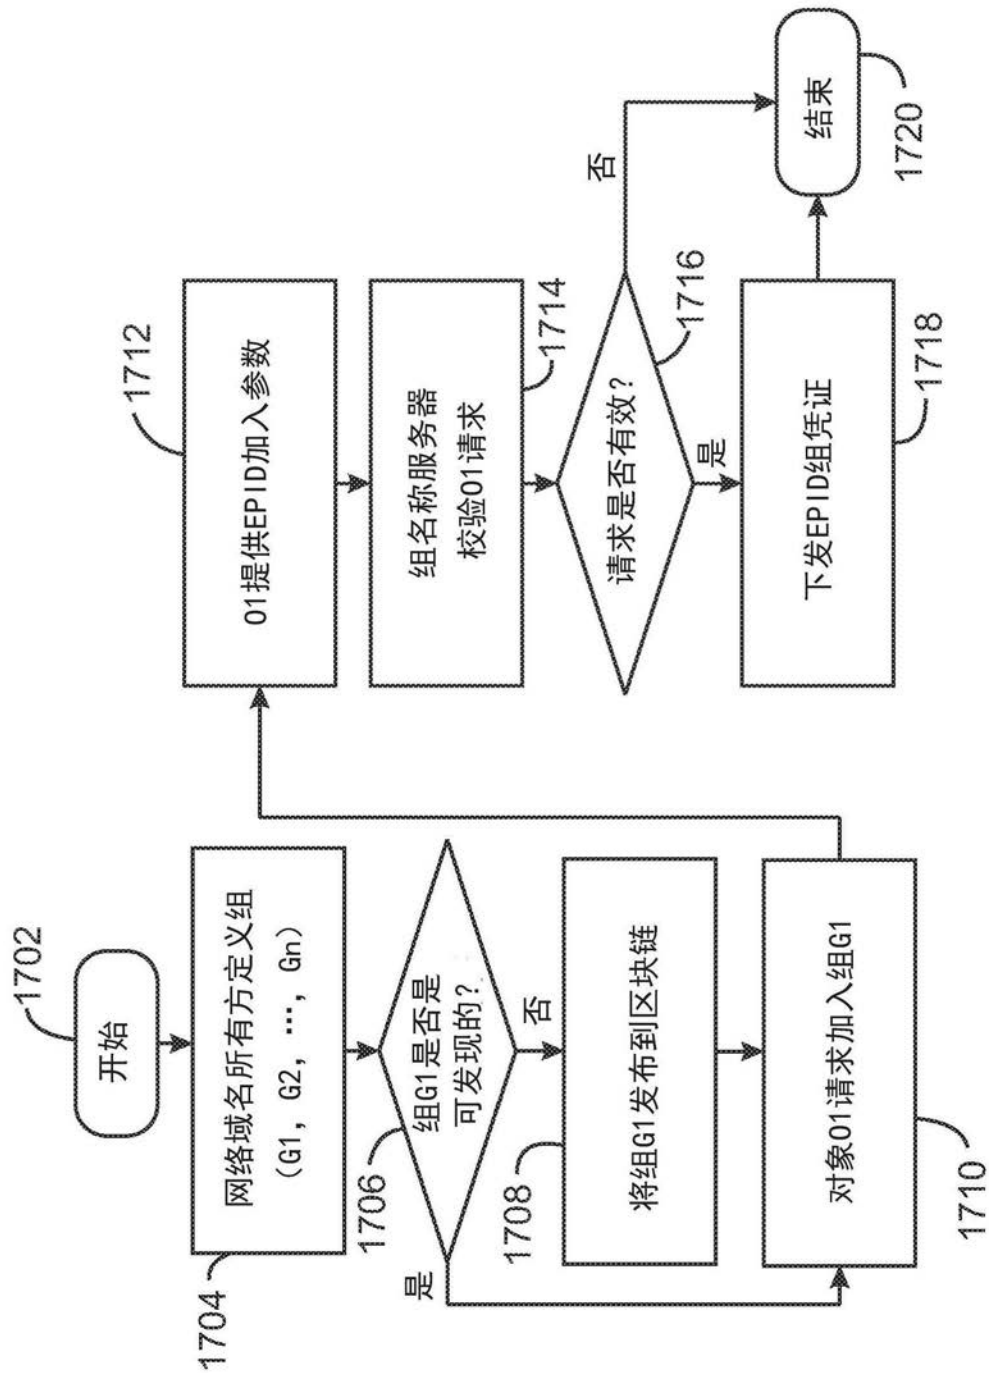 1702
开始
网络域名所有方定义组
(G1, G2, ···, Gn)
1704
组G1是否是
可发现的?
1706
是
否
将组G1发布到区块链
1708
对象O1请求加入组G1
1710
O1提供EPID加入参数
1712
组名称服务器
校验O1请求
1714
请求是否有效?
1716
否
是
下发EPID组凭证
1718
结束
1720